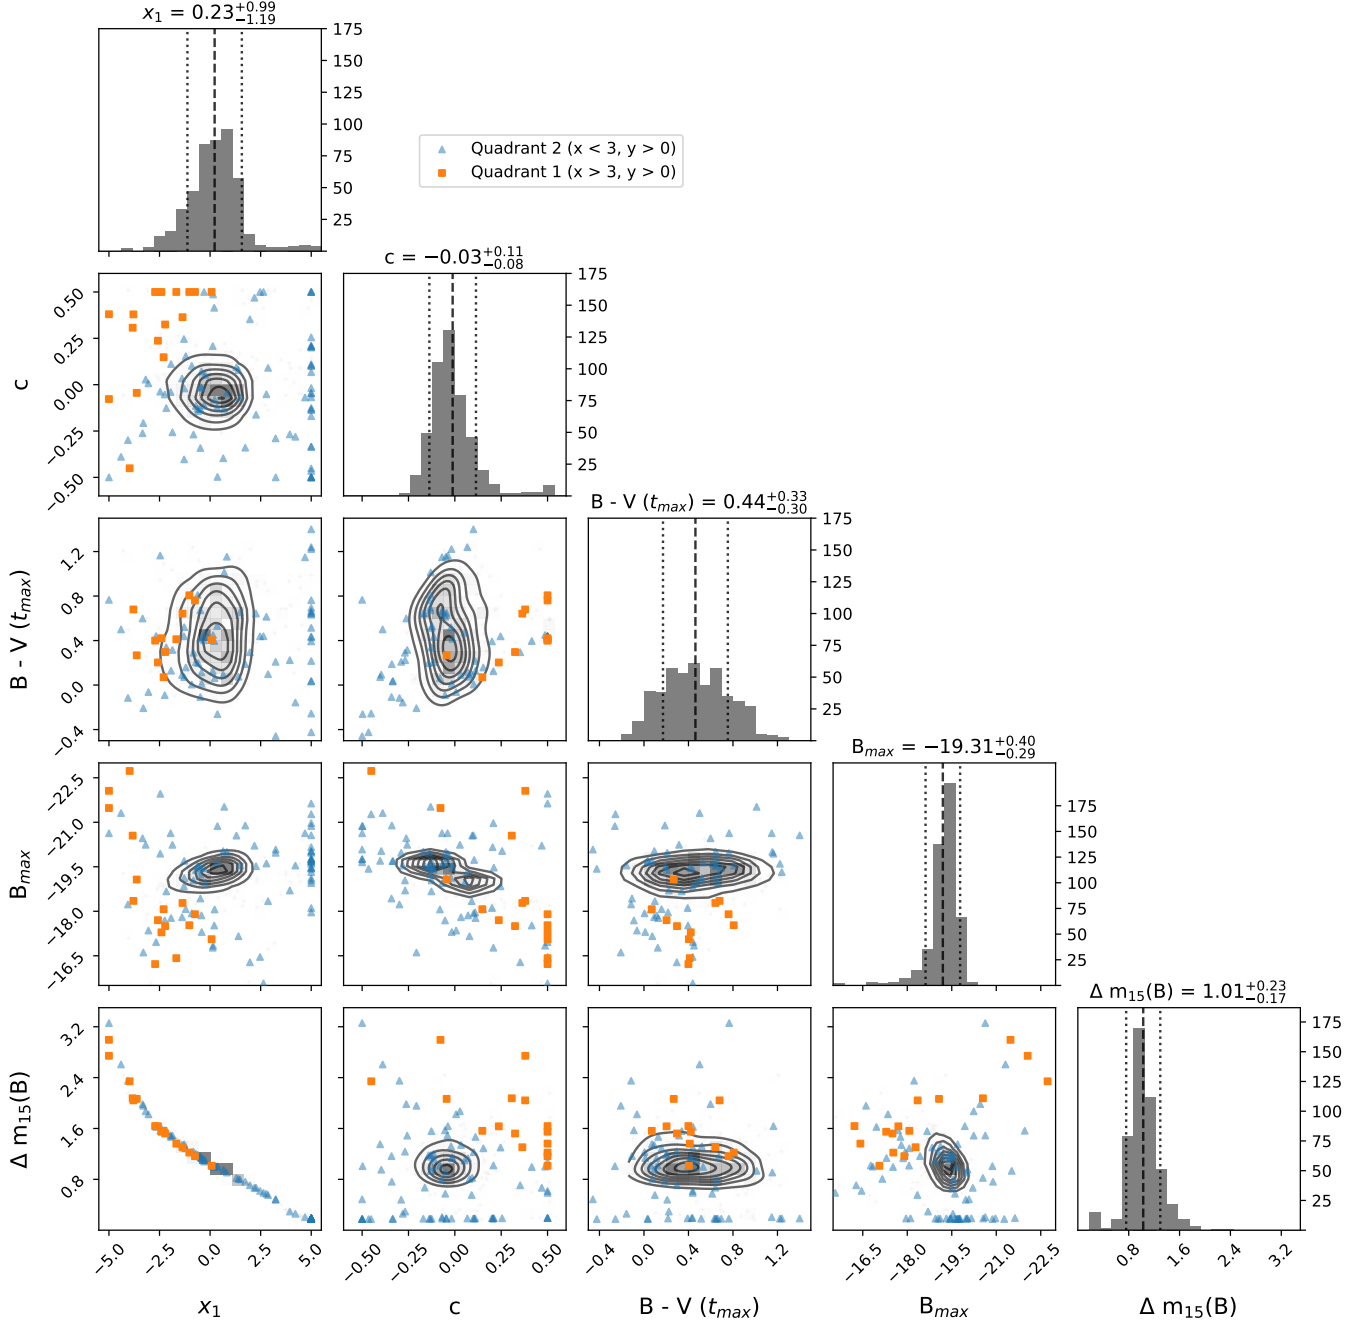 x₁ = 0.23⁺⁰·⁹⁹₋₁.₁₉
175
150
125
100
75
50
25
Quadrant 2 (x < 3, y > 0)
Quadrant 1 (x > 3, y > 0)
c = −0.03⁺⁰·¹¹₋₀.₀₈
0.50
0.25
0.00
−0.25
−0.50
c
175
150
125
100
75
50
25
B - V (tₘₐₓ) = 0.44⁺⁰·³³₋₀.₃₀
1.2
0.8
0.4
0.0
−0.4
B - V (tₘₐₓ)
175
150
125
100
75
50
25
Bₘₐₓ = −19.31⁺⁰·⁴⁰₋₀.₂₉
−22.5
−21.0
−19.5
−18.0
−16.5
Bₘₐₓ
175
150
125
100
75
50
25
Δ m₁₅(B) = 1.01⁺⁰·²³₋₀.₁₇
3.2
2.4
1.6
0.8
Δ m₁₅(B)
175
150
125
100
75
50
25
−5.0 −2.5 0.0 2.5 5.0
−0.50 −0.25 0.00 0.25 0.50
−0.4 0.0 0.4 0.8 1.2
−16.5 −18.0 −19.5 −21.0 −22.5
0.8 1.6 2.4 3.2
x₁
c
B - V (tₘₐₓ)
Bₘₐₓ
Δ m₁₅(B)